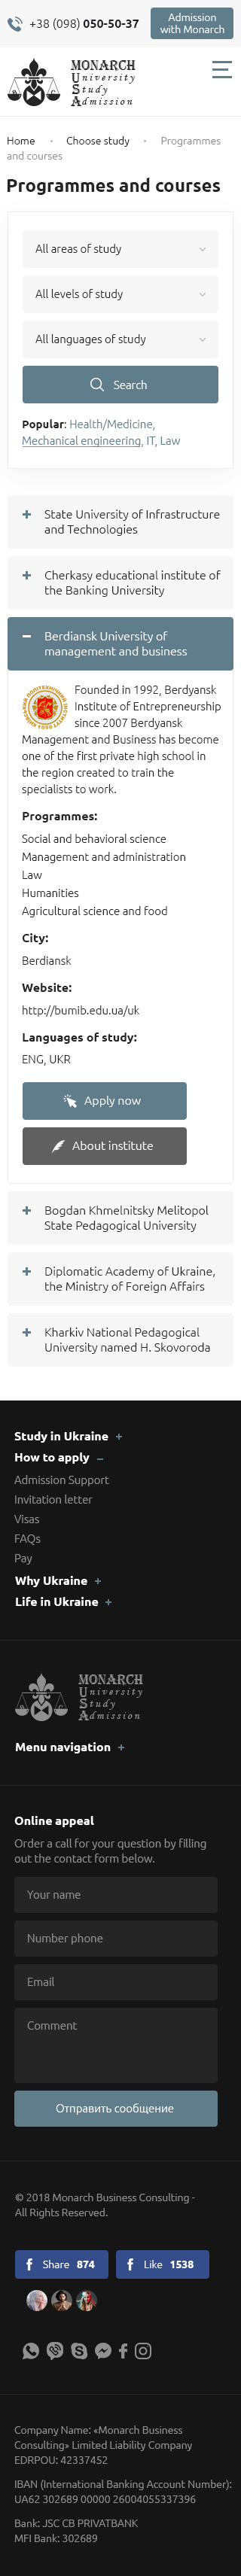 +38 (098) 050-50-37
Admission
with Monarch
MONARCH
University
Study
Admission
Home • Choose study • Programmes
and courses
Programmes and courses
All areas of study
All levels of study
All languages of study
Search
Popular: Health/Medicine,
Mechanical engineering, IT, Law
+ State University of Infrastructure
and Technologies
+ Cherkasy educational institute of
the Banking University
− Berdiansk University of
management and business
Founded in 1992, Berdyansk
Institute of Entrepreneurship
since 2007 Berdyansk
Management and Business has become
one of the first private high school in
the region created to train the
specialists to work.
Programmes:
Social and behavioral science
Management and administration
Law
Humanities
Agricultural science and food
City:
Berdiansk
Website:
http://bumib.edu.ua/uk
Languages of study:
ENG, UKR
Apply now
About institute
+ Bogdan Khmelnitsky Melitopol
State Pedagogical University
+ Diplomatic Academy of Ukraine,
the Ministry of Foreign Affairs
+ Kharkiv National Pedagogical
University named H. Skovoroda
Study in Ukraine +
How to apply −
Admission Support
Invitation letter
Visas
FAQs
Pay
Why Ukraine +
Life in Ukraine +
MONARCH
University
Study
Admission
Menu navigation +
Online appeal
Order a call for your question by filling
out the contact form below.
Your name
Number phone
Email
Comment
Отправить сообщение
© 2018 Monarch Business Consulting -
All Rights Reserved.
Share 874
Like 1538
Company Name: «Monarch Business
Consulting» Limited Liability Company
EDRPOU: 42337452
IBAN (International Banking Account Number):
UA62 302689 00000 26004055337396
Bank: JSC CB PRIVATBANK
MFI Bank: 302689